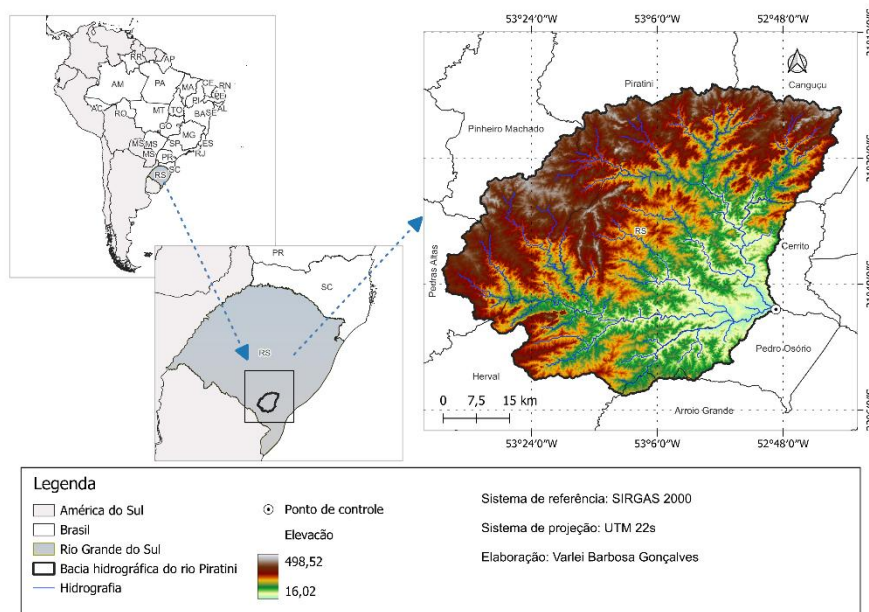 RR
AP
AM
PA
MA
CE
RN
PI
PE
AC
RO
MT
TO
BA
SE
AL
GO
MG
MS
MS
SP
ES
RJ
MS
PR
SC
RS
PR
SC
RS
53°24'0"S
53°6'0"S
52°48'0"S
Piratini
Canguçu
Pinheiro Machado
RS
Cerrito
Pedras Altas
Pedro Osório
Herval
Arroio Grande
0 7,5 15 km
53°24'0"S
53°6'0"S
52°48'0"S
Legenda
América do Sul
Brasil
Rio Grande do Sul
Bacia hidrográfica do rio Piratini
Hidrografia
Ponto de controle
Elevacão
498,52
16,02
Sistema de referência: SIRGAS 2000
Sistema de projeção: UTM 22s
Elaboração: Varlei Barbosa Gonçalves